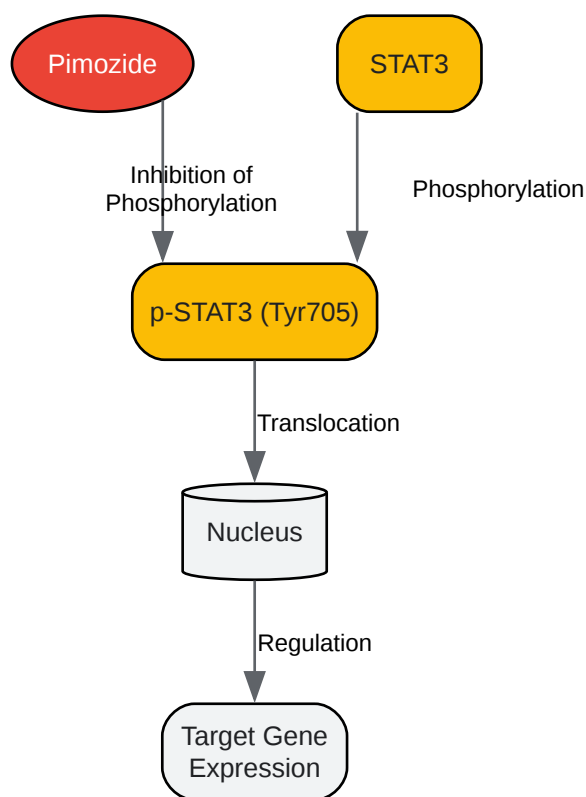 Pimozide
STAT3
Inhibition of
Phosphorylation
Phosphorylation
p-STAT3 (Tyr705)
Translocation
Nucleus
Regulation
Target Gene
Expression